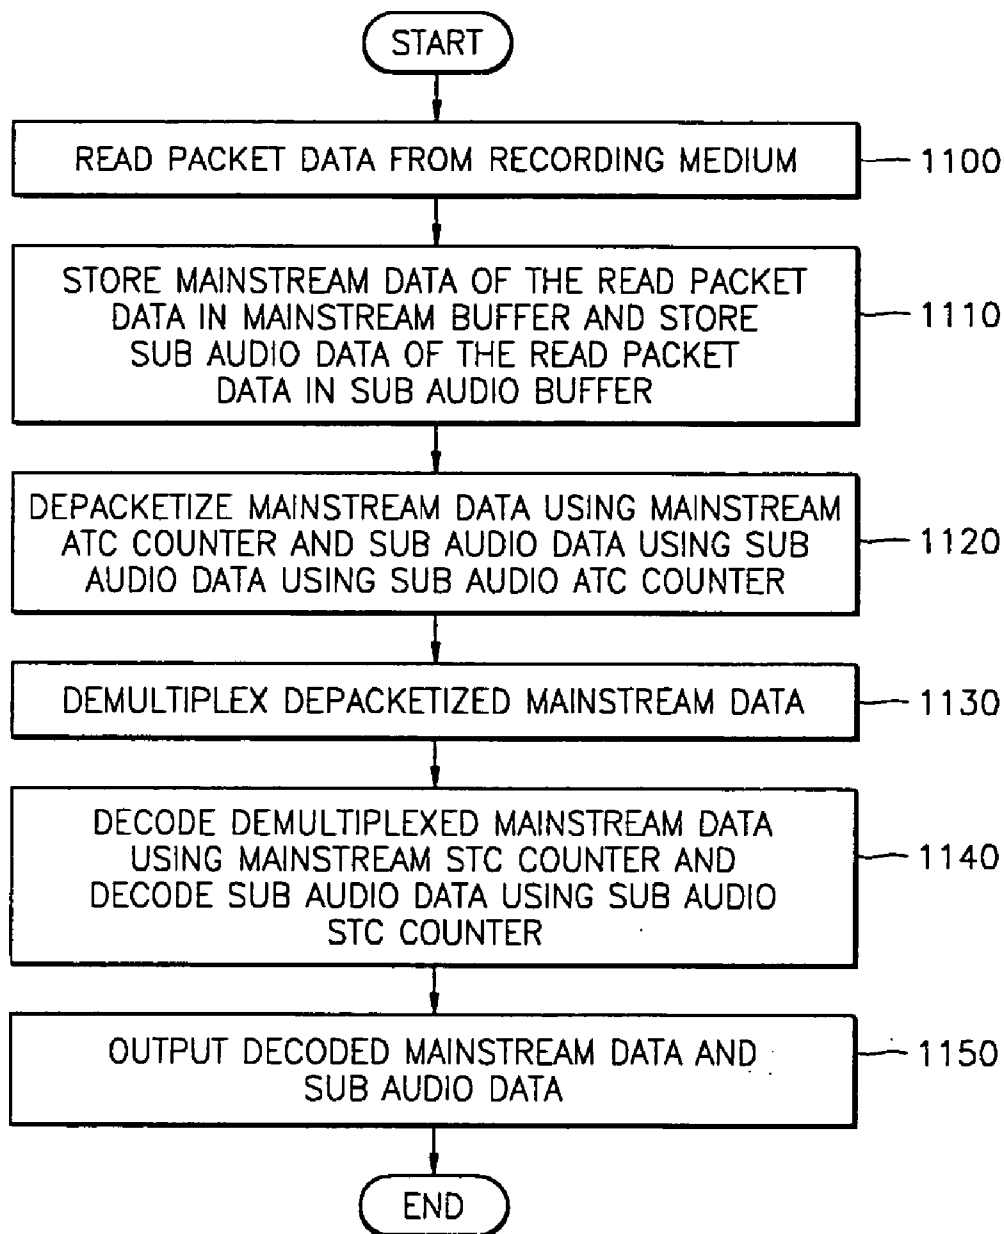 START
READ PACKET DATA FROM RECORDING MEDIUM
1100
STORE MAINSTREAM DATA OF THE READ PACKET
DATA IN MAINSTREAM BUFFER AND STORE
SUB AUDIO DATA OF THE READ PACKET
DATA IN SUB AUDIO BUFFER
1110
DEPACKETIZE MAINSTREAM DATA USING MAINSTREAM
ATC COUNTER AND SUB AUDIO DATA USING SUB
AUDIO DATA USING SUB AUDIO ATC COUNTER
1120
DEMULTIPLEX DEPACKETIZED MAINSTREAM DATA
1130
DECODE DEMULTIPLEXED MAINSTREAM DATA
USING MAINSTREAM STC COUNTER AND
DECODE SUB AUDIO DATA USING SUB AUDIO
STC COUNTER
1140
OUTPUT DECODED MAINSTREAM DATA AND
SUB AUDIO DATA
1150
END